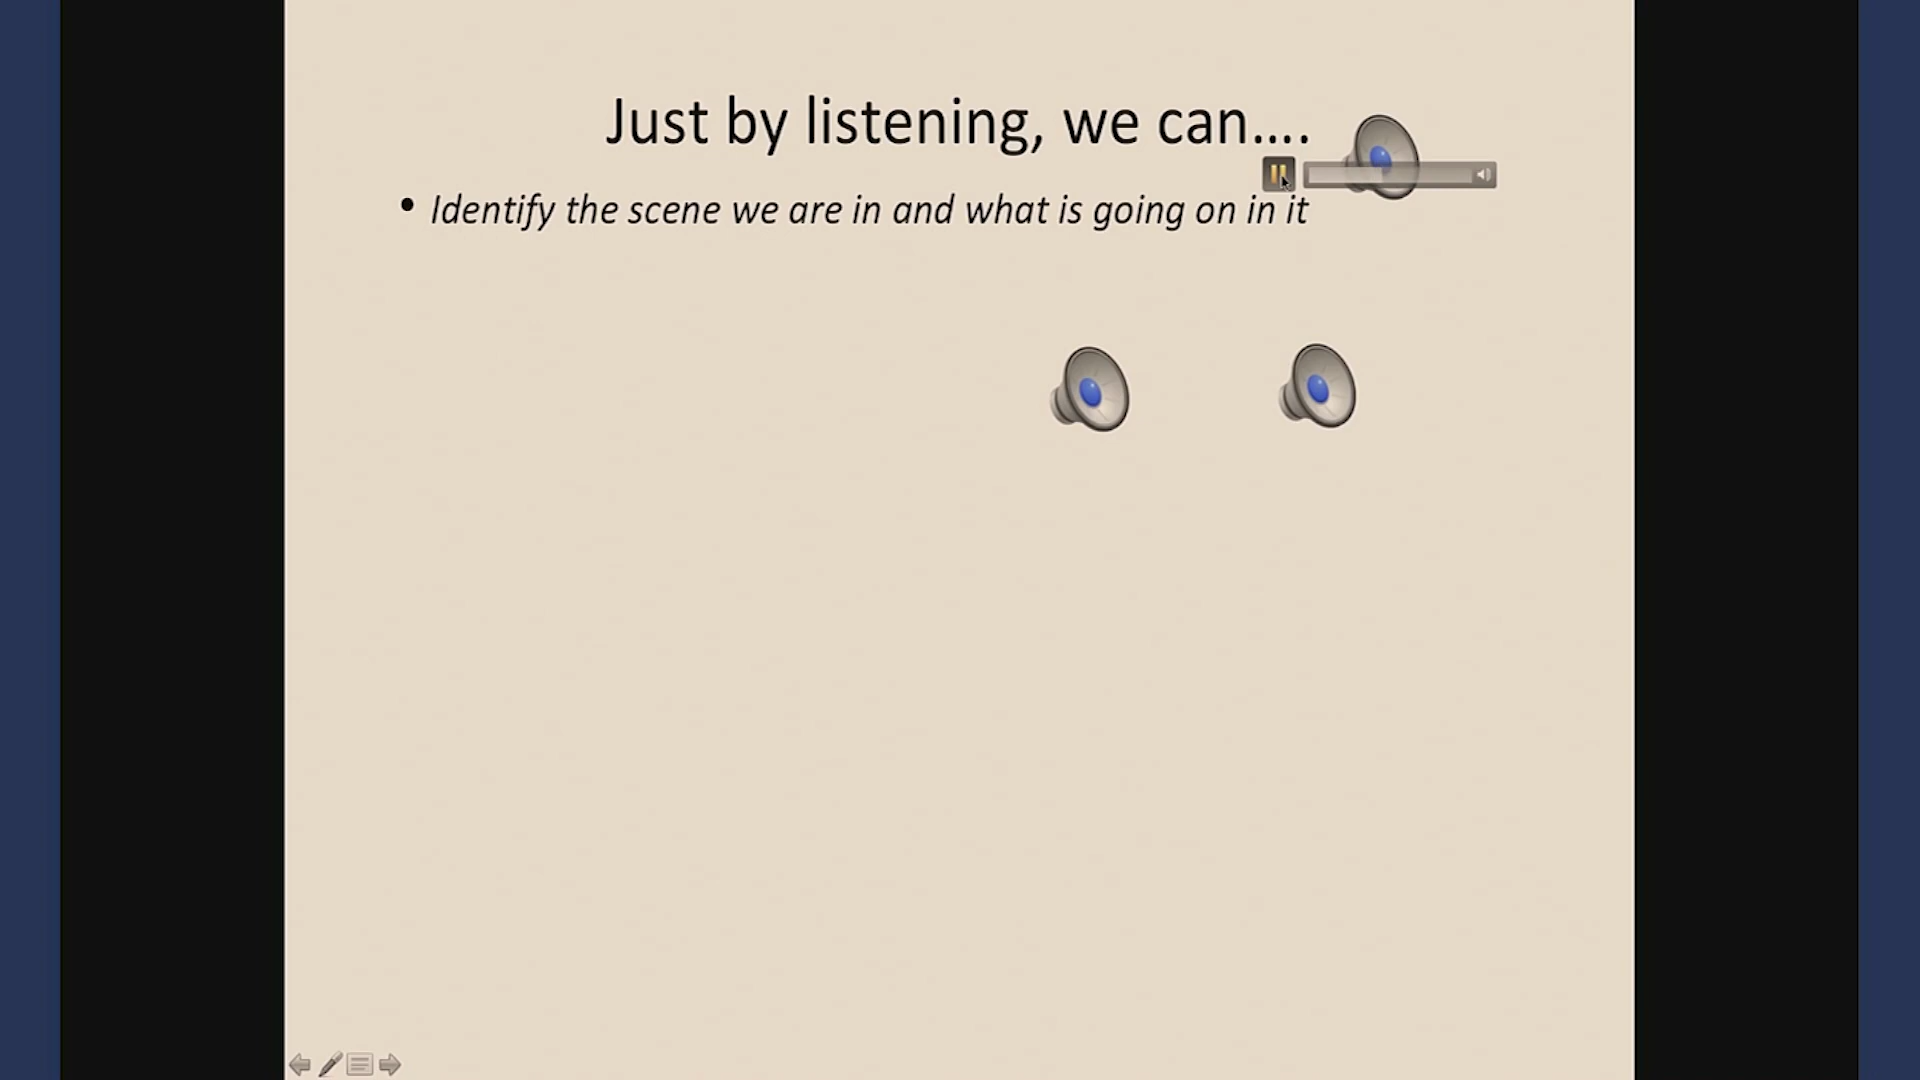 Just by listening, we can....
• Identify the scene we are in and what is going on in it